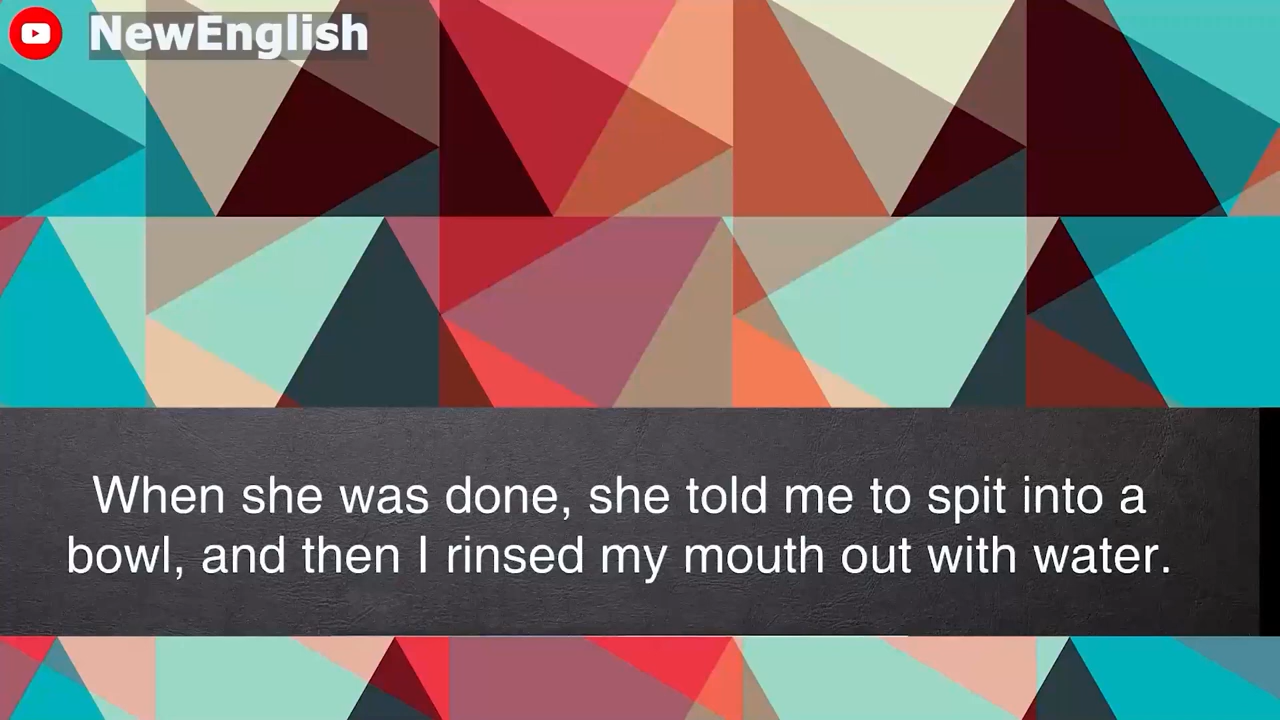 NewEnglish
When she was done, she told me to spit into a
bowl, and then I rinsed my mouth out with water.